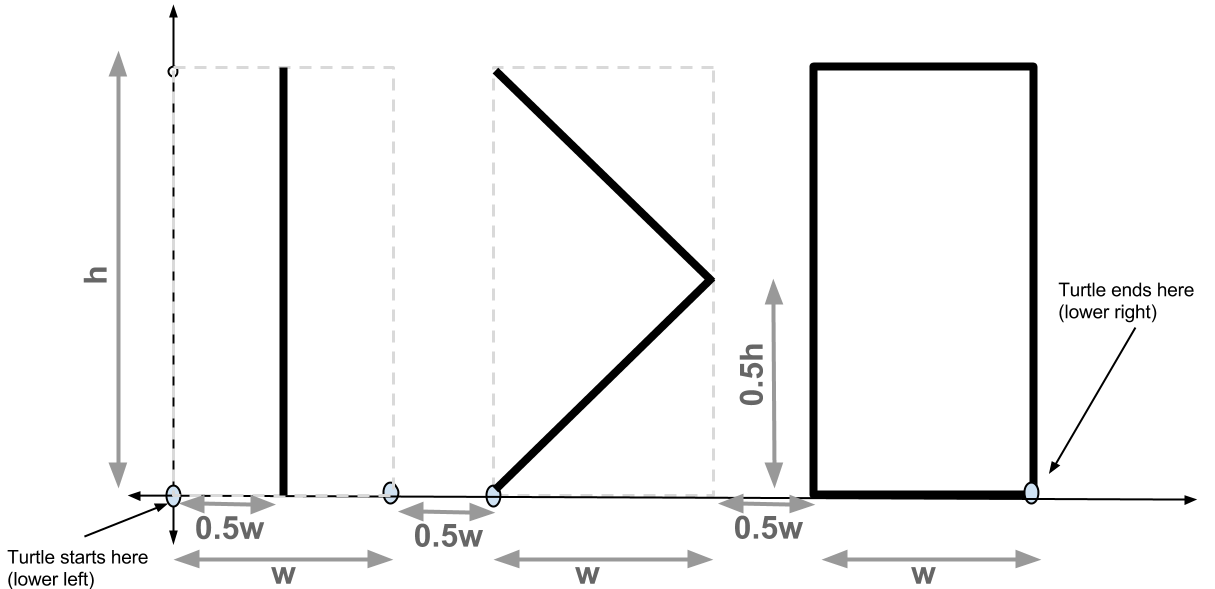 h
0.5h
Turtle ends here
(lower right)
0.5w
0.5w
0.5w
Turtle starts here
(lower left)
w
w
w